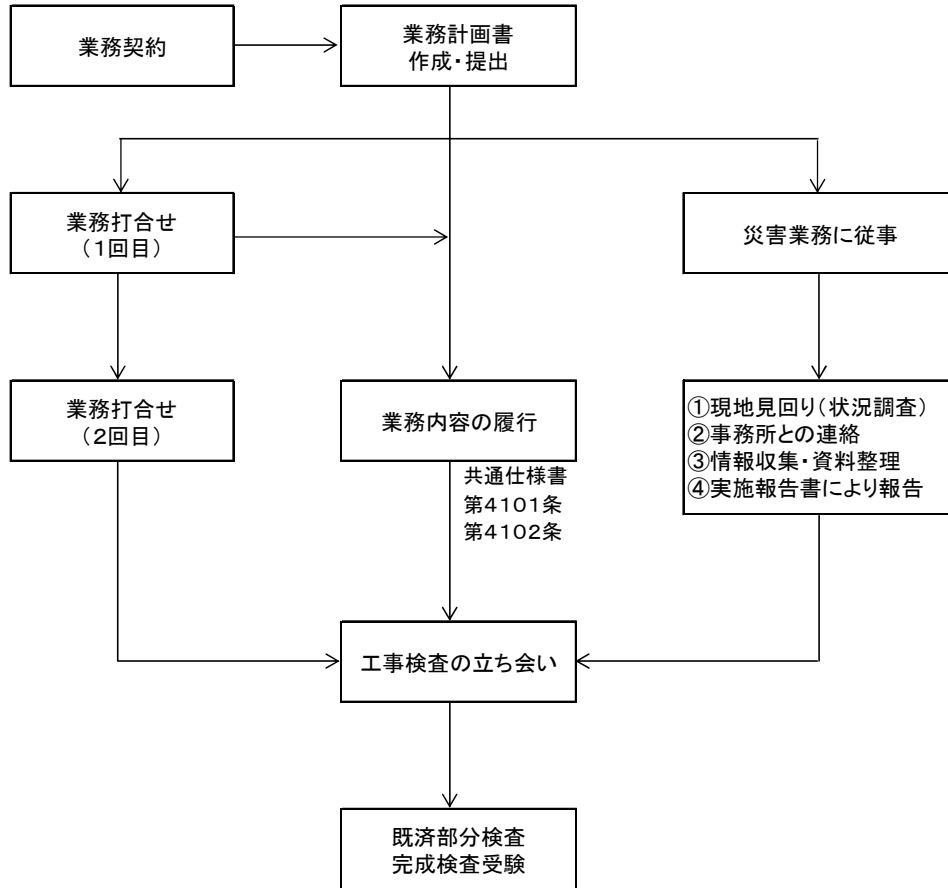 業務契約
業務計画書
作成・提出
業務打合せ
（１回目）
災害業務に従事
業務打合せ
（２回目）
業務内容の履行
①現地見回り（状況調査）
②事務所との連絡
③情報収集・資料整理
④実施報告書により報告
共通仕様書
第４１０１条
第４１０２条
工事検査の立ち会い
既済部分検査
完成検査受験